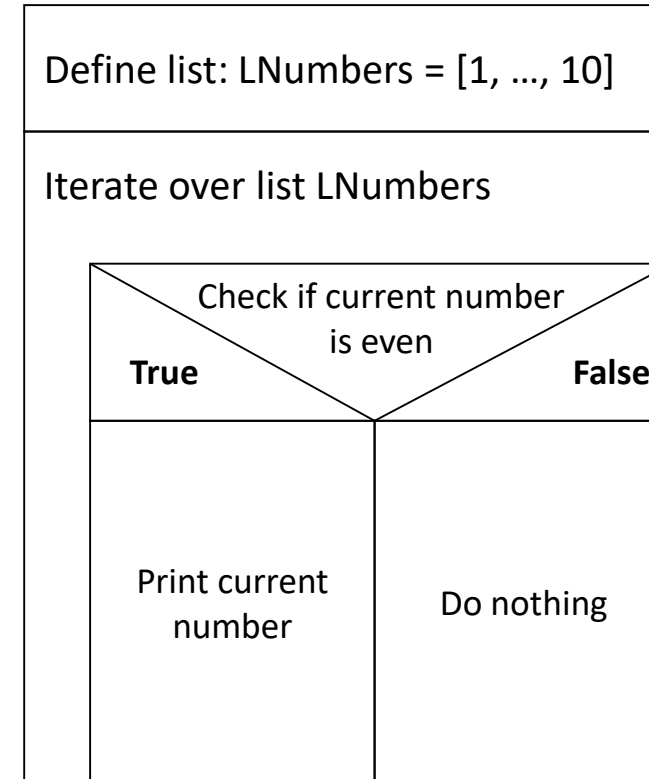 Define list: LNumbers = [1, …, 10]
Iterate over list LNumbers
Check if current number
is even
True
False
Print current
number
Do nothing